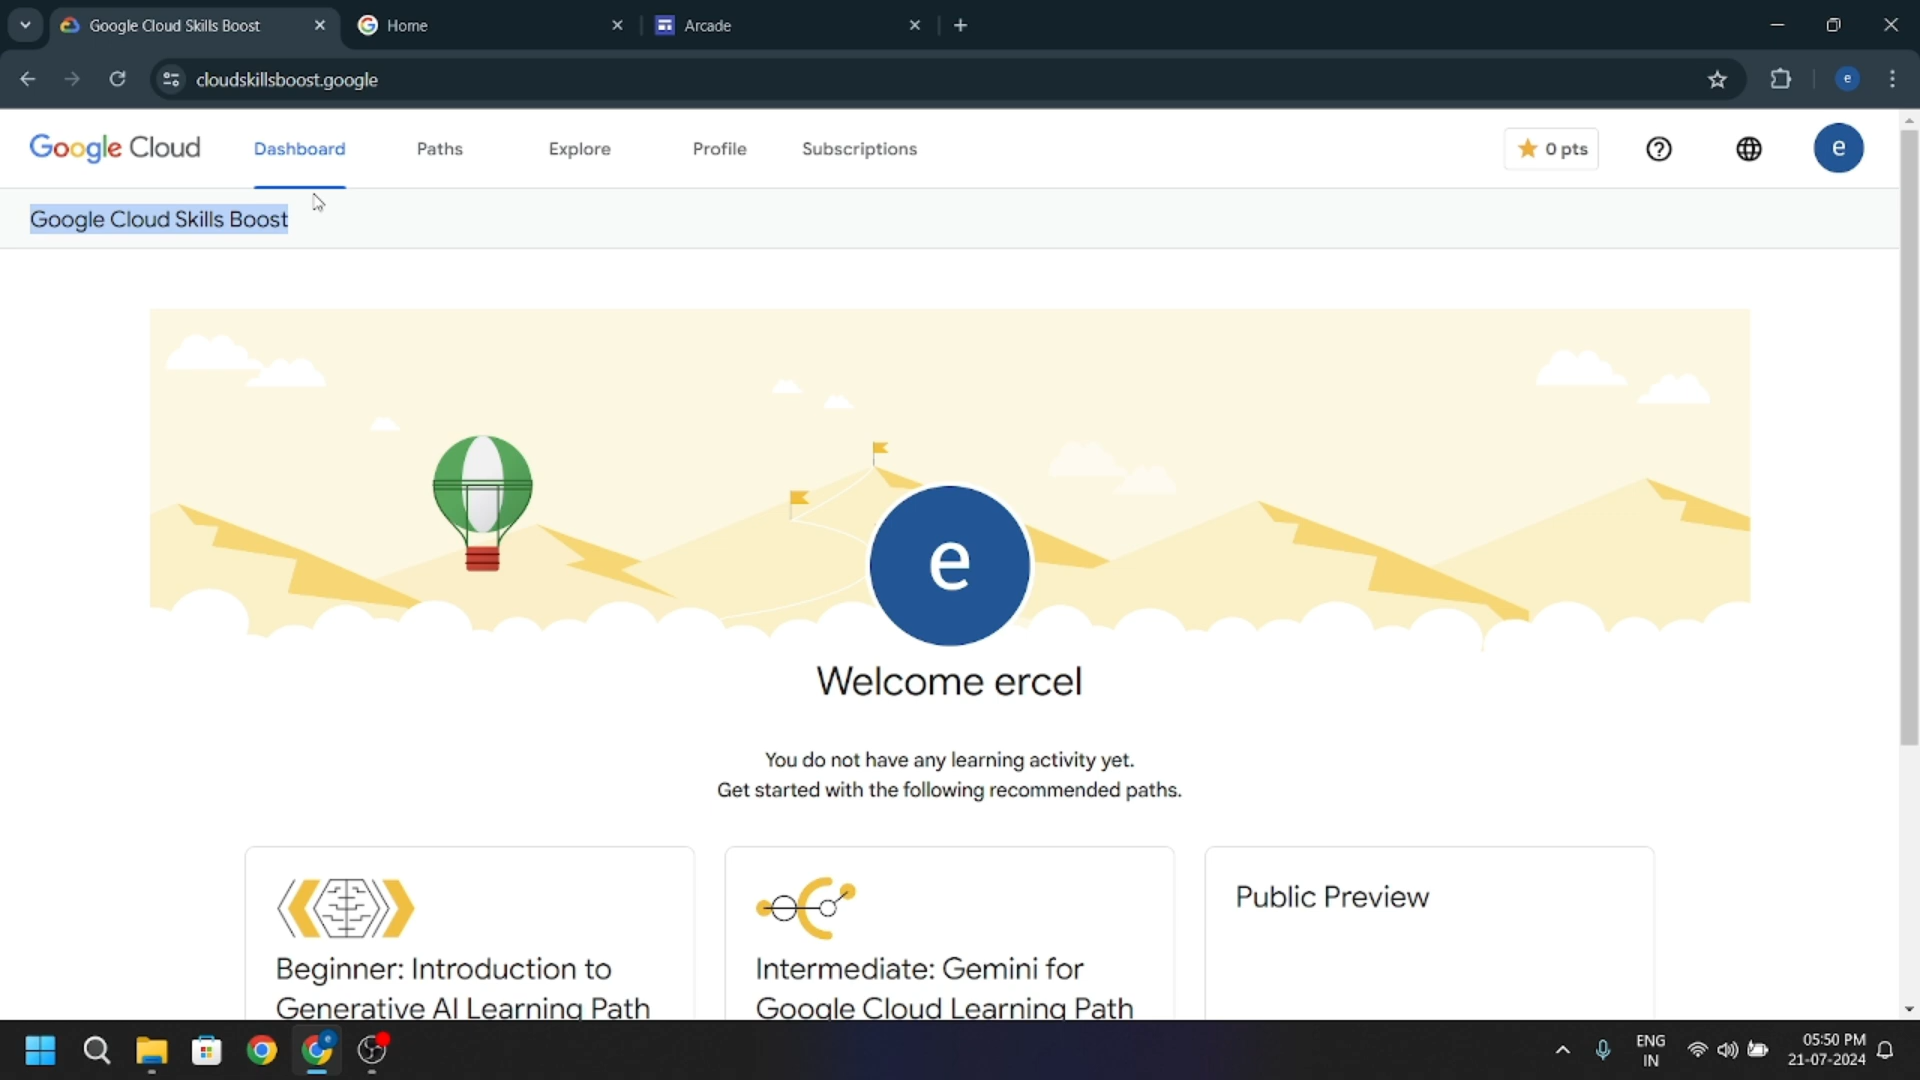 Google Cloud Skills Boost
Home
Arcade
cloudskillsboost.google
e
Google Cloud
Dashboard
Paths
Explore
Profile
Subscriptions
0 pts
e
Google Cloud Skills Boost
e
Welcome ercel
You do not have any learning activity yet.
Get started with the following recommended paths.
Beginner: Introduction to
Generative AI Learning Path
Intermediate: Gemini for
Google Cloud Learning Path
Public Preview
ENG
IN
05:50 PM
21-07-2024